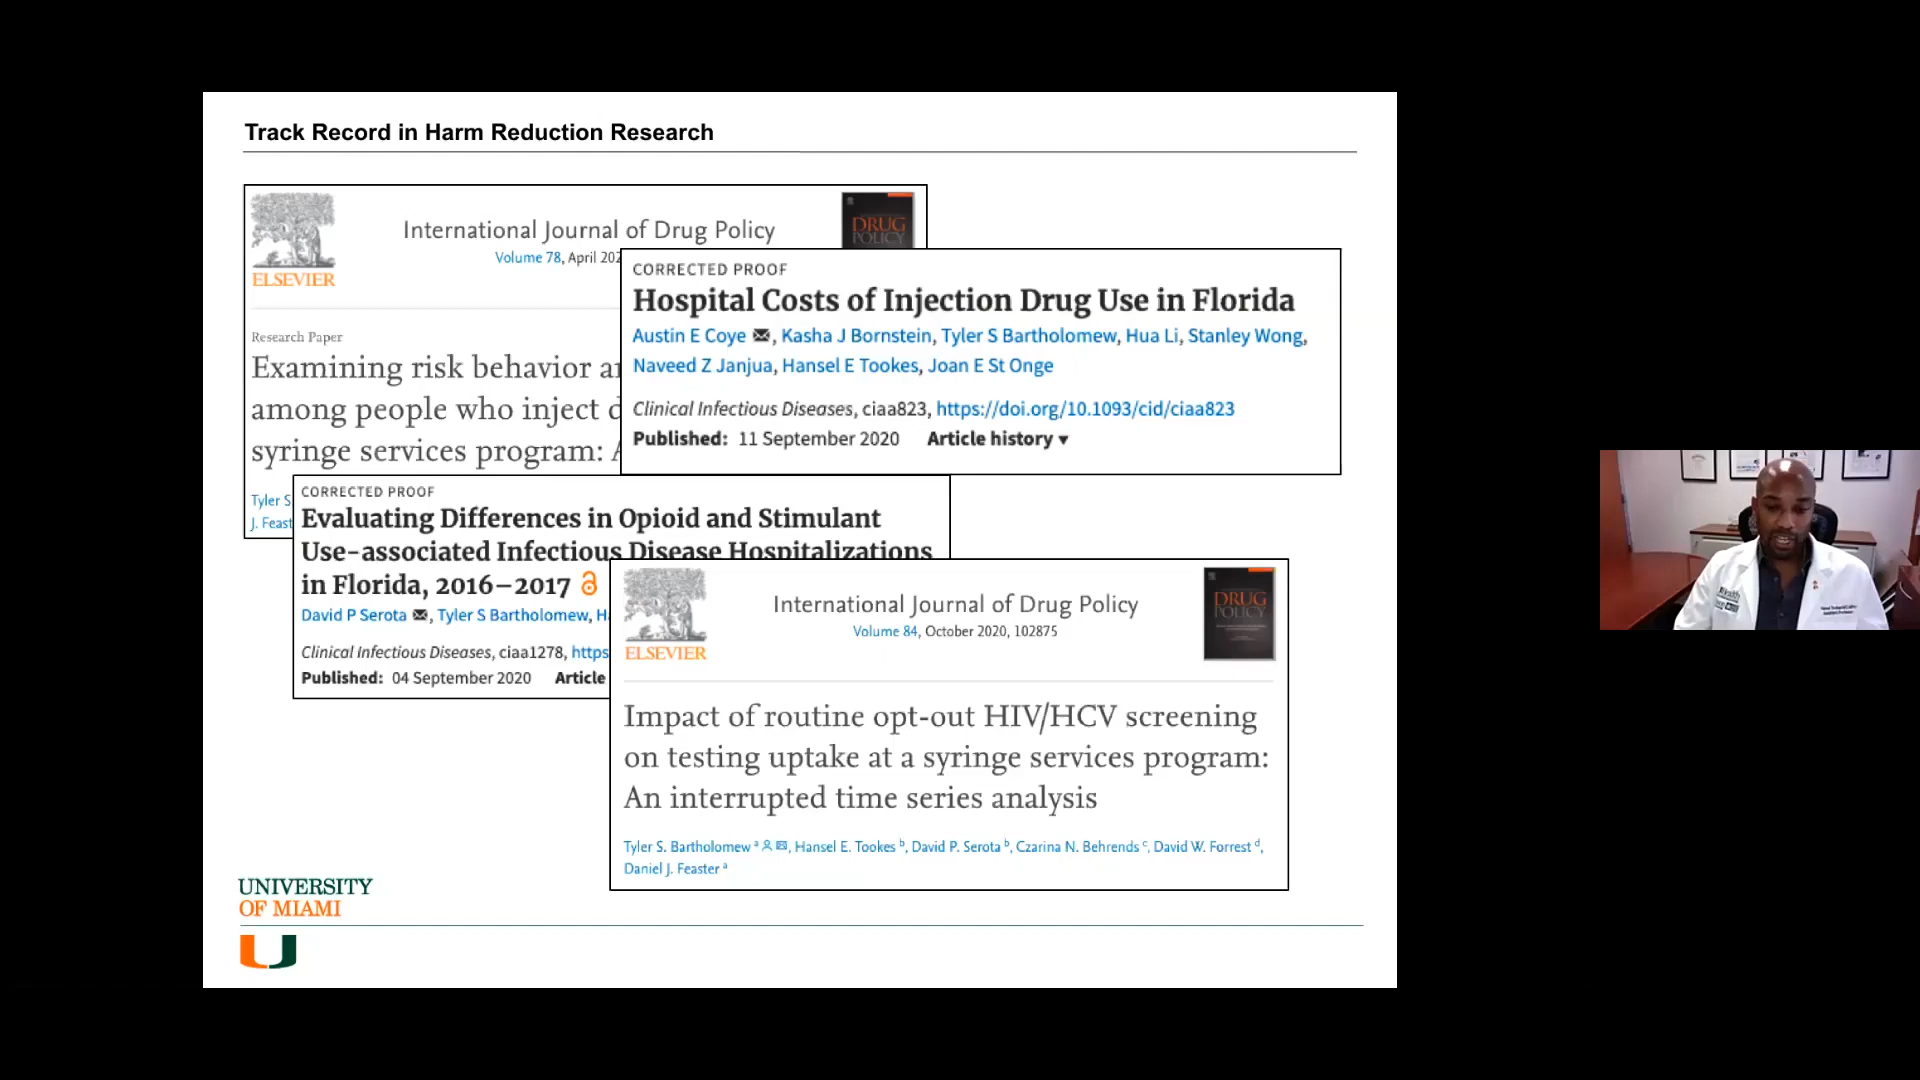 Track Record in Harm Reduction Research
ELSEVIER
International Journal of Drug Policy
Volume 78, April
DRUG
POLICY
Research Paper
Examining risk behavior
among people who inject
syringe services program:
Tyler S
J. Feast
CORRECTED PROOF
Hospital Costs of Injection Drug Use in Florida
Austin E Coye, Kasha J Bornstein, Tyler S Bartholomew, Hua Li, Stanley Wong,
Naveed Z Janjua, Hansel E Tookes, Joan E St Onge
Clinical Infectious Diseases, ciaa823, https://doi.org/10.1093/cid/ciaa823
Published: 11 September 2020 Article history ▾
CORRECTED PROOF
Evaluating Differences in Opioid and Stimulant
Use-associated Infectious Disease Hospitalizations
in Florida, 2016–2017
David P Serota, Tyler S Bartholomew,
Clinical Infectious Diseases, ciaa1278, https
Published: 04 September 2020 Article
ELSEVIER
International Journal of Drug Policy
Volume 84, October 2020, 102875
DRUG
POLICY
Impact of routine opt-out HIV/HCV screening
on testing uptake at a syringe services program:
An interrupted time series analysis
Tyler S. Bartholomew a, Hansel E. Tookes b, David P. Serota b, Czarina N. Behrends c, David W. Forrest d,
Daniel J. Feaster a
UNIVERSITY
OF MIAMI